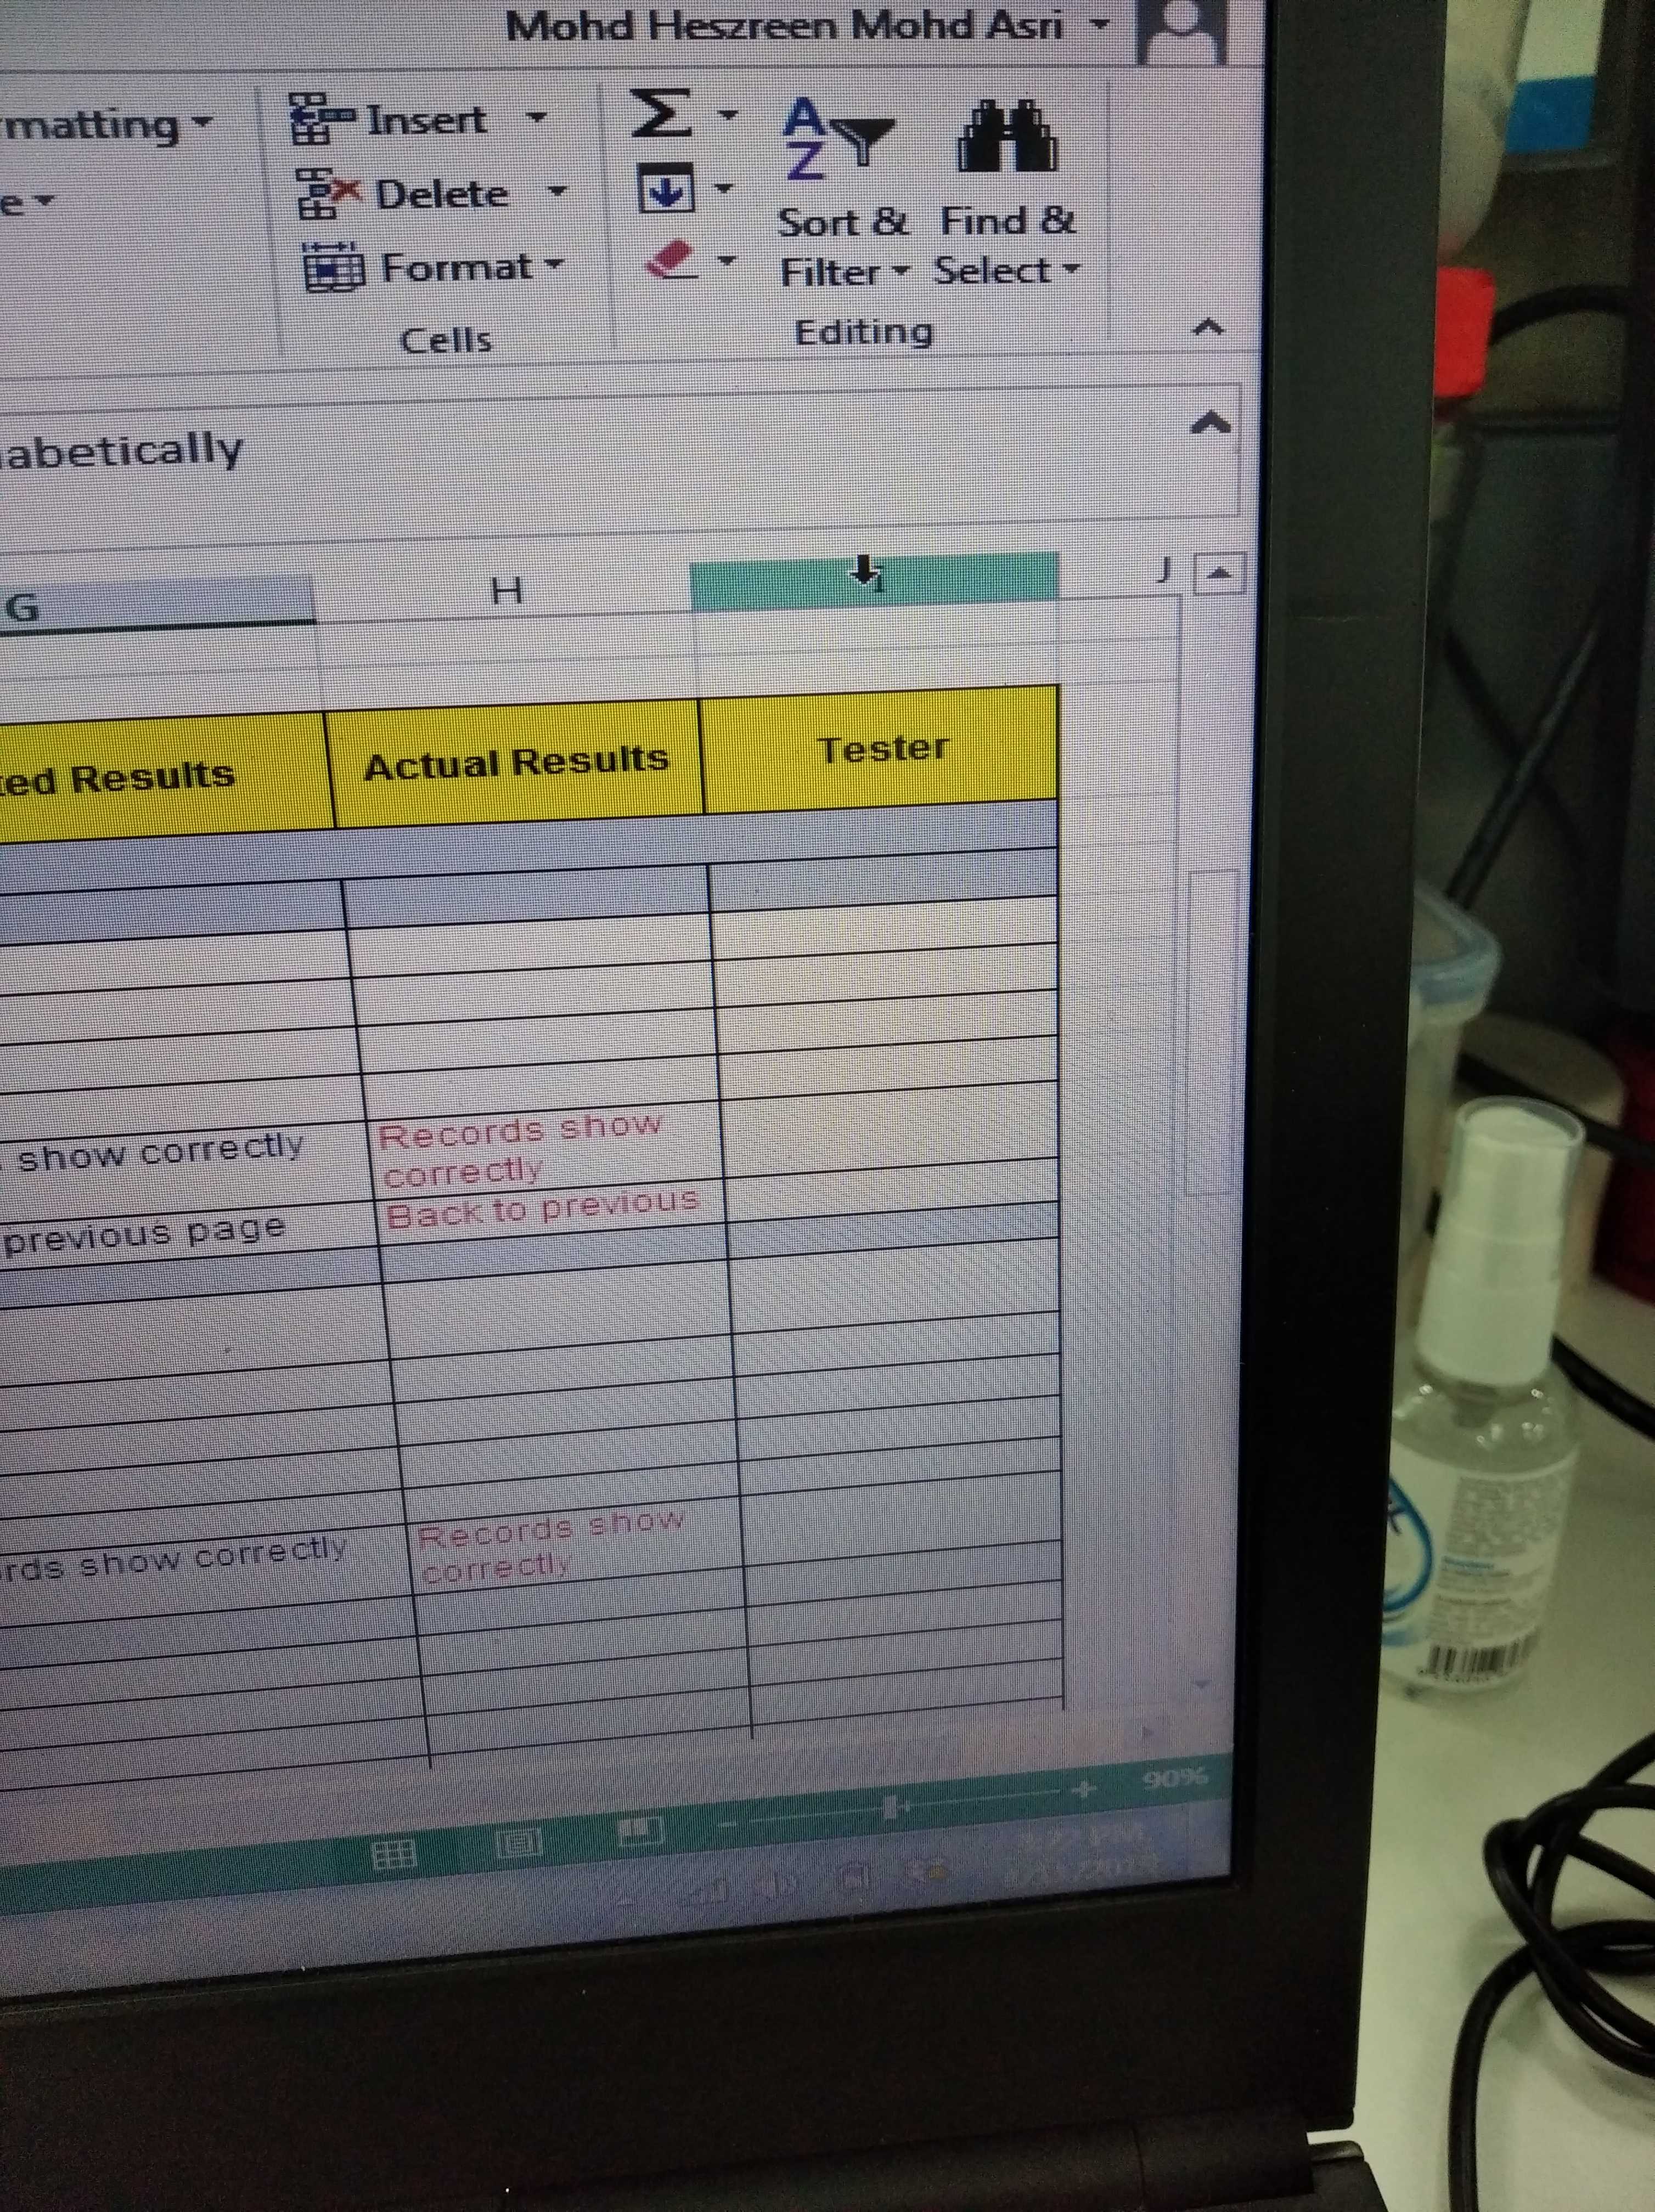 Mohd Heszreen Mohd Asri
rmatting
Insert
e
Delete
Format
Cells
Σ
A
Z
Sort &
Filter
Find &
Select
Editing
abetically
G H I J
ed Results Actual Results Tester
show correctly Records show
correctly
previous page Back to previous
rds show correctly Records show
correctly
90%